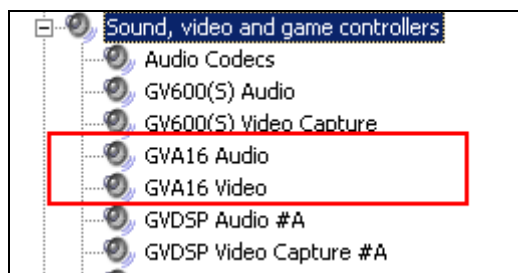 Sound, video and game controllers
Audio Codecs
GV600(S) Audio
GV600(S) Video Capture
GVA16 Audio
GVA16 Video
GVDSP Audio #A
GVDSP Video Capture #A